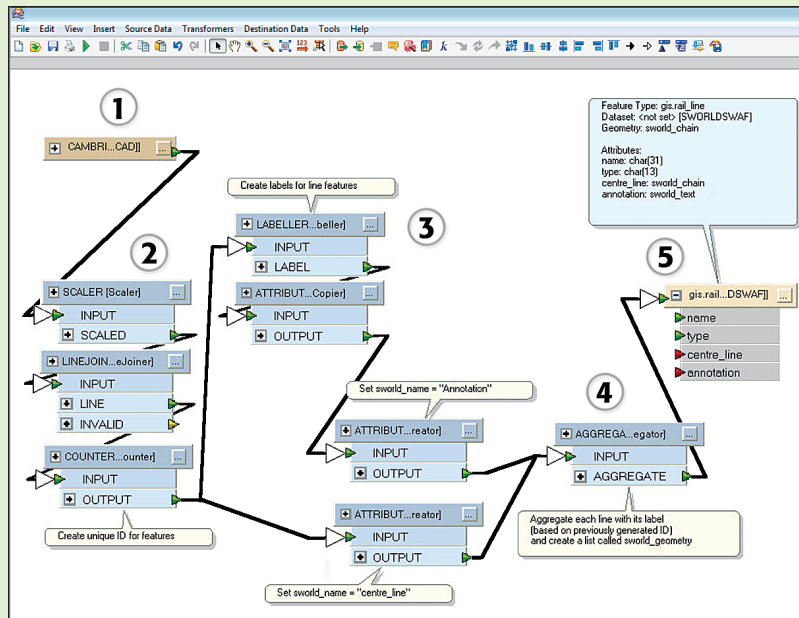 File Edit View Insert Source Data Transformers Destination Data Tools Help
1
CAMBRI...CAD]]
2
SCALER [Scaler]
INPUT
SCALED
LINEJOIN...eJoiner]
INPUT
LINE
INVALID
COUNTER...ounter]
INPUT
OUTPUT
Create unique ID for features
Create labels for line features
3
LABELLER...beller]
INPUT
LABEL
ATTRIBUT...Copier]
INPUT
OUTPUT
Set sworld_name = "Annotation"
ATTRIBUT...reator]
INPUT
OUTPUT
ATTRIBUT...reator]
INPUT
OUTPUT
Set sworld_name = "centre_line"
4
AGGREGA...egator]
INPUT
AGGREGATE
Aggregate each line with its label
(based on previously generated ID)
and create a list called sworld_geometry
Feature Type: gis.rail_line
Dataset: <not set> [SWORLDSWAF]
Geometry: sworld_chain
Attributes:
name: char(31)
type: char(13)
centre_line: sworld_chain
annotation: sworld_text
5
gis.rail...DSWAF]]
name
type
centre_line
annotation